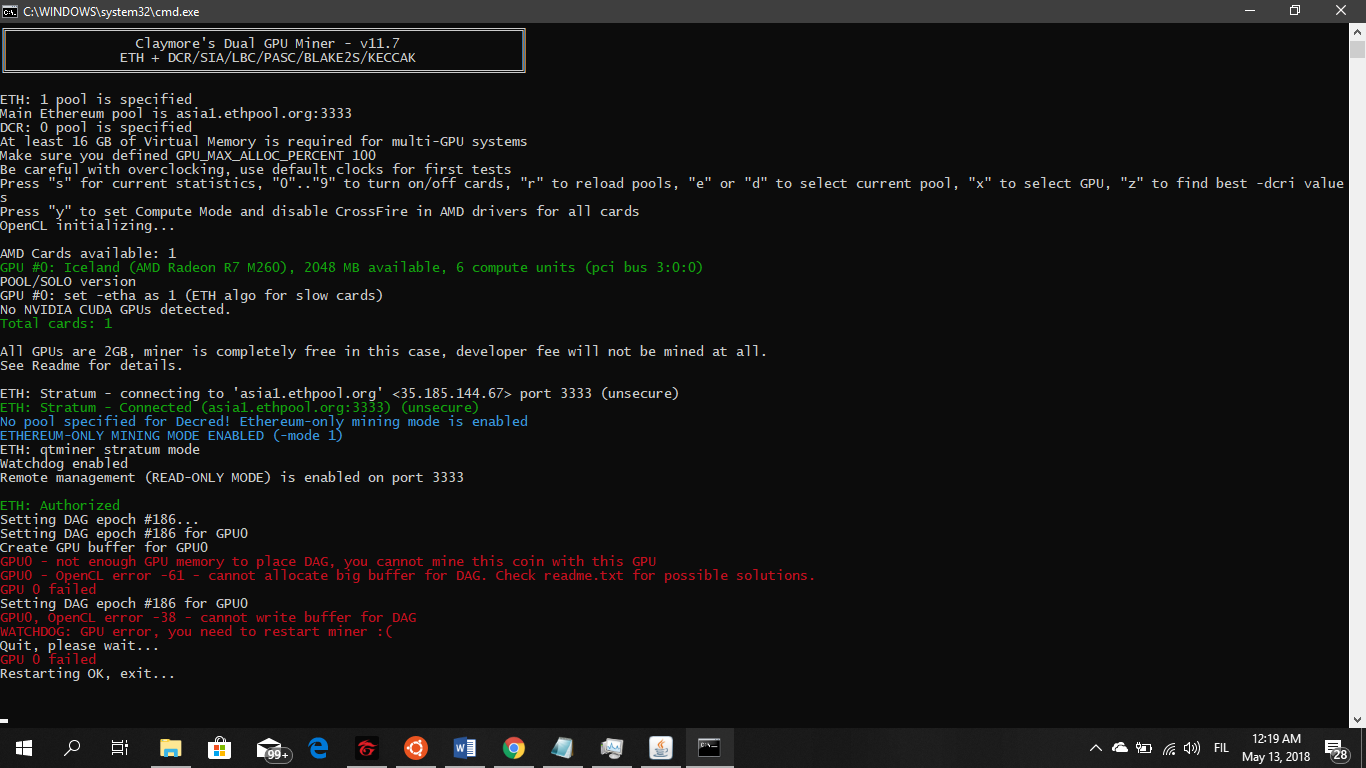 C:\WINDOWS\system32\cmd.exe
Claymore's Dual GPU Miner - v11.7
ETH + DCR/SIA/LBC/PASC/BLAKE2S/KECCAK
ETH: 1 pool is specified
Main Ethereum pool is asia1.ethpool.org:3333
DCR: 0 pool is specified
At least 16 GB of Virtual Memory is required for multi-GPU systems
Make sure you defined GPU_MAX_ALLOC_PERCENT 100
Be careful with overclocking, use default clocks for first tests
Press "s" for current statistics, "0".."9" to turn on/off cards, "r" to reload pools, "e" or "d" to select current pool, "x" to select GPU, "z" to find best -dcri value
s
Press "y" to set Compute Mode and disable CrossFire in AMD drivers for all cards
OpenCL initializing...
AMD Cards available: 1
GPU #0: Iceland (AMD Radeon R7 M260), 2048 MB available, 6 compute units (pci bus 3:0:0)
POOL/SOLO version
GPU #0: set -etha as 1 (ETH algo for slow cards)
No NVIDIA CUDA GPUs detected.
Total cards: 1
All GPUs are 2GB, miner is completely free in this case, developer fee will not be mined at all.
See Readme for details.
ETH: Stratum - connecting to 'asia1.ethpool.org' <35.185.144.67> port 3333 (unsecure)
ETH: Stratum - Connected (asia1.ethpool.org:3333) (unsecure)
No pool specified for Decred! Ethereum-only mining mode is enabled
ETHEREUM-ONLY MINING MODE ENABLED (-mode 1)
ETH: qtminer stratum mode
Watchdog enabled
Remote management (READ-ONLY MODE) is enabled on port 3333
ETH: Authorized
Setting DAG epoch #186...
Setting DAG epoch #186 for GPU0
Create GPU buffer for GPU0
GPU0 - not enough GPU memory to place DAG, you cannot mine this coin with this GPU
GPU0 - OpenCL error -61 - cannot allocate big buffer for DAG. Check readme.txt for possible solutions.
GPU 0 failed
Setting DAG epoch #186 for GPU0
GPU0, OpenCL error -38 - cannot write buffer for DAG
WATCHDOG: GPU error, you need to restart miner :(
Quit, please wait...
GPU 0 failed
Restarting OK, exit...
99+
W
FIL
12:19 AM
May 13, 2018
28